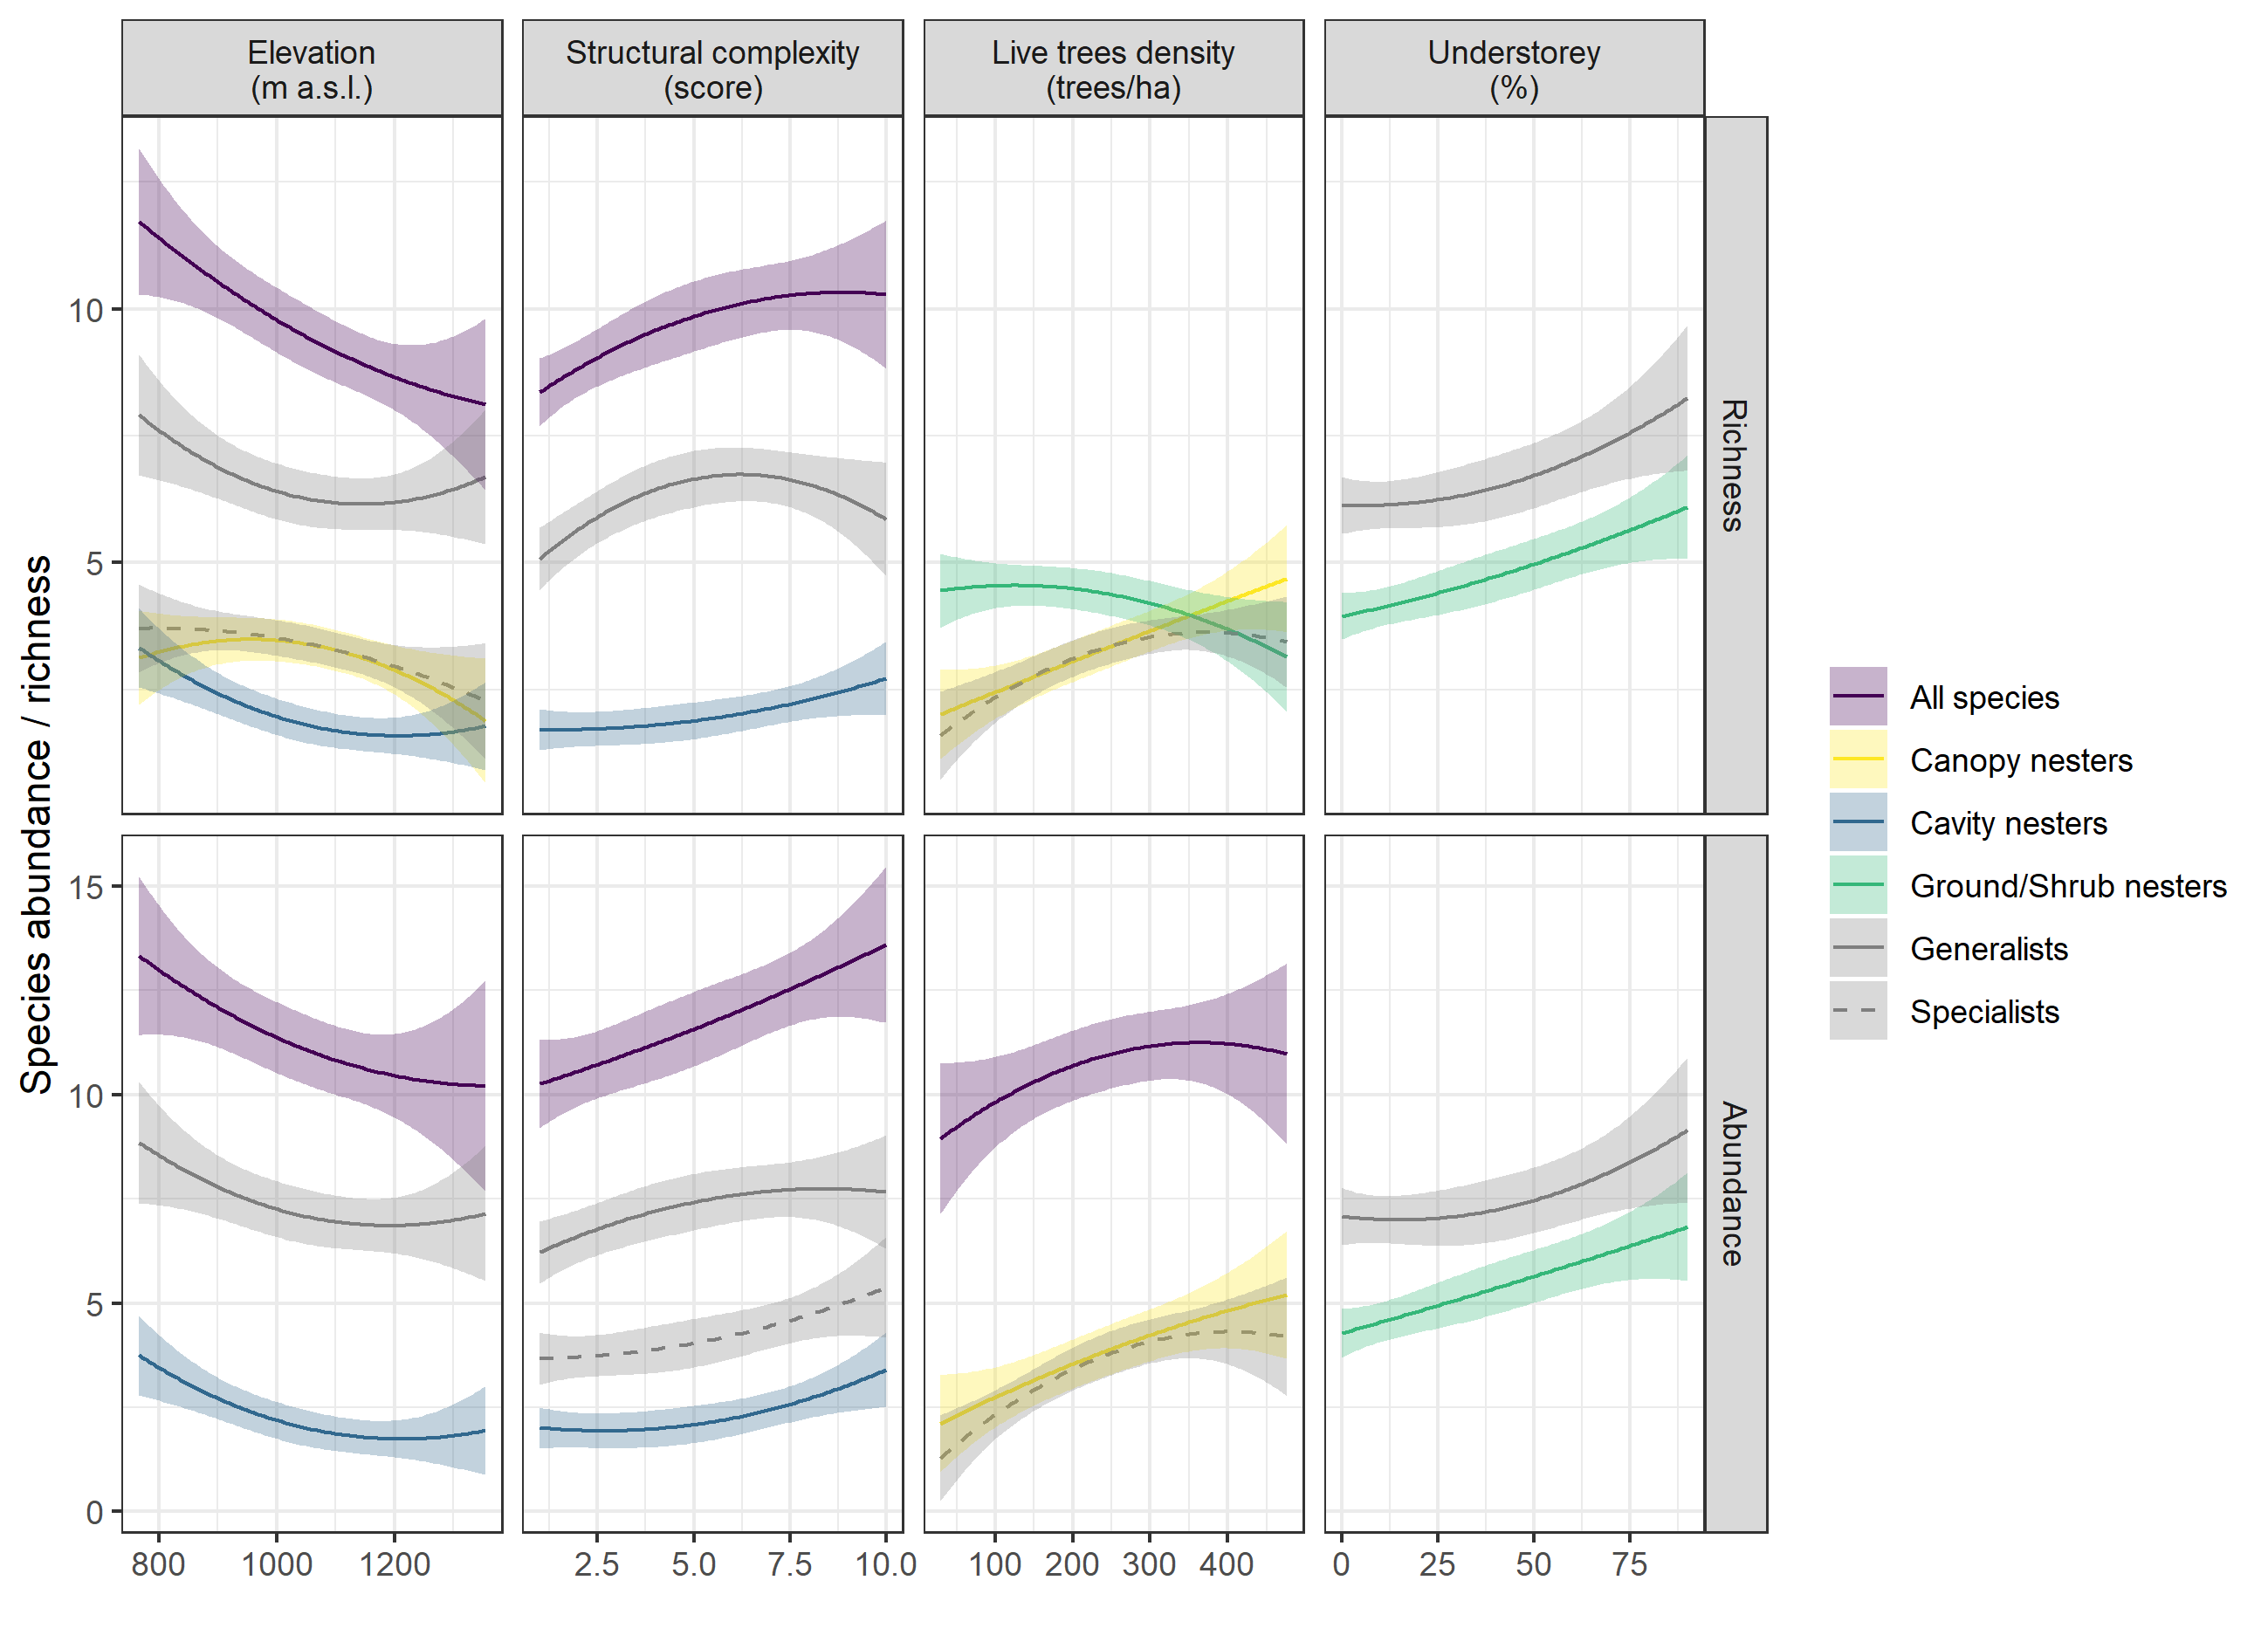 Elevation
(m a.s.l.)
Structural complexity
(score)
Live trees density
(trees/ha)
Understorey
(%)
Species abundance / richness
10
5
Richness
15
10
5
0
Abundance
800 1000 1200
2.5 5.0 7.5 10.0
100 200 300 400
0 25 50 75
All species
Canopy nesters
Cavity nesters
Ground/Shrub nesters
Generalists
Specialists